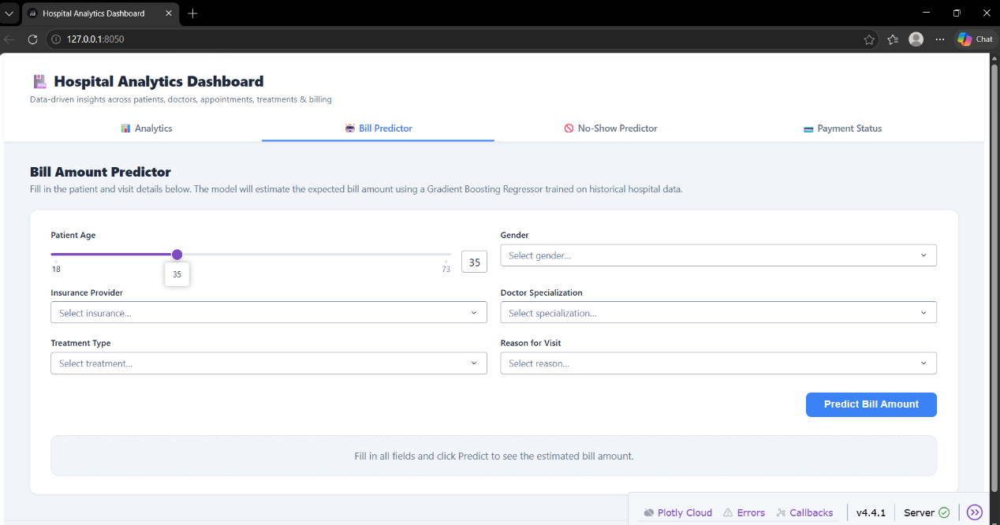 Hospital Analytics Dashboard
127.0.0.1:8050
Chat
Hospital Analytics Dashboard
Data-driven insights across patients, doctors, appointments, treatments & billing
Analytics
Bill Predictor
No-Show Predictor
Payment Status
Bill Amount Predictor
Fill in the patient and visit details below. The model will estimate the expected bill amount using a Gradient Boosting Regressor trained on historical hospital data.
Patient Age
Gender
35
Select gender...
18
73
35
Insurance Provider
Doctor Specialization
Select insurance...
Select specialization...
Treatment Type
Reason for Visit
Select treatment...
Select reason...
Predict Bill Amount
Fill in all fields and click Predict to see the estimated bill amount.
Plotly Cloud
Errors
Callbacks
v4.4.1
Server